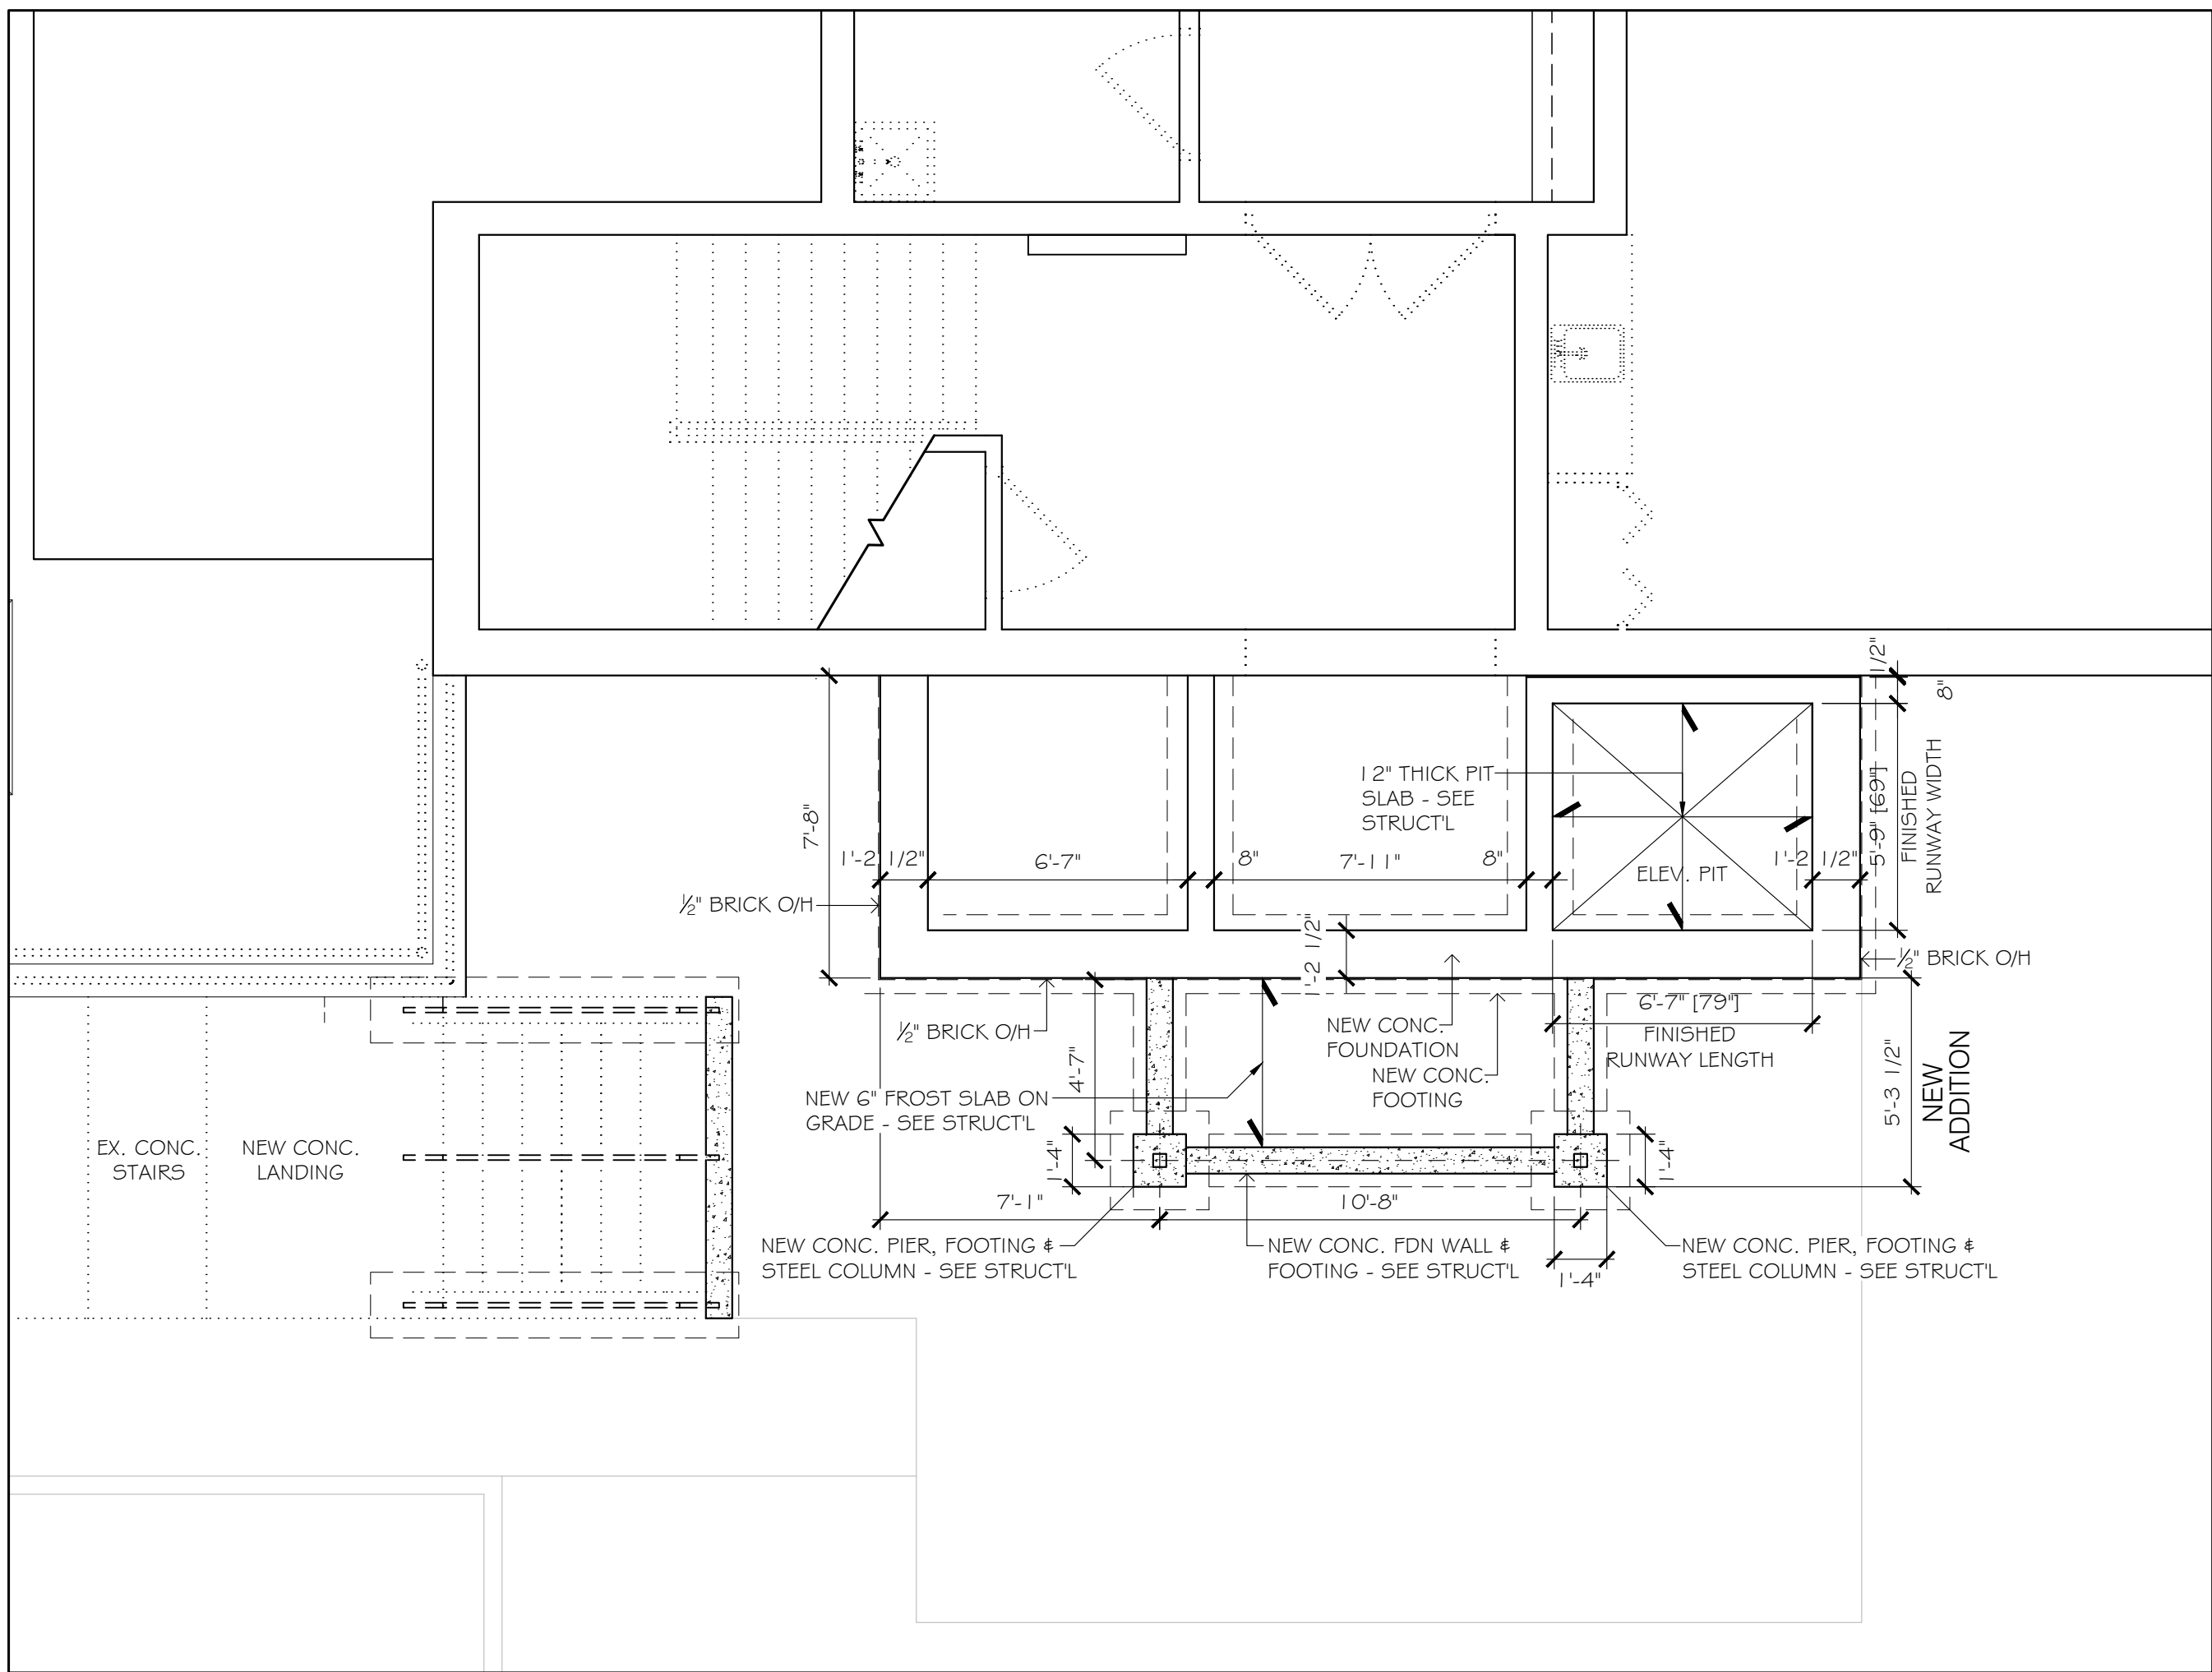 1/2"
8"
12" THICK PIT
SLAB - SEE
STRUCT'L
7'-8"
5'-9" [69"]
FINISHED
RUNWAY WIDTH
1'-2 1/2"
6'-7"
8"
7'-11"
8"
1'-2 1/2"
ELEV. PIT
½" BRICK O/H
1'-2 1/2"
½" BRICK O/H
6'-7" [79"]
FINISHED
RUNWAY LENGTH
½" BRICK O/H
NEW CONC.
FOUNDATION
NEW CONC.
FOOTING
4'-7"
5'-3 1/2"
NEW
ADDITION
NEW 6" FROST SLAB ON
GRADE - SEE STRUCT'L
EX. CONC.
STAIRS
NEW CONC.
LANDING
1'-4"
1'-4"
7'-1"
10'-8"
NEW CONC. PIER, FOOTING &
STEEL COLUMN - SEE STRUCT'L
NEW CONC. FDN WALL &
FOOTING - SEE STRUCT'L
1'-4"
NEW CONC. PIER, FOOTING &
STEEL COLUMN - SEE STRUCT'L